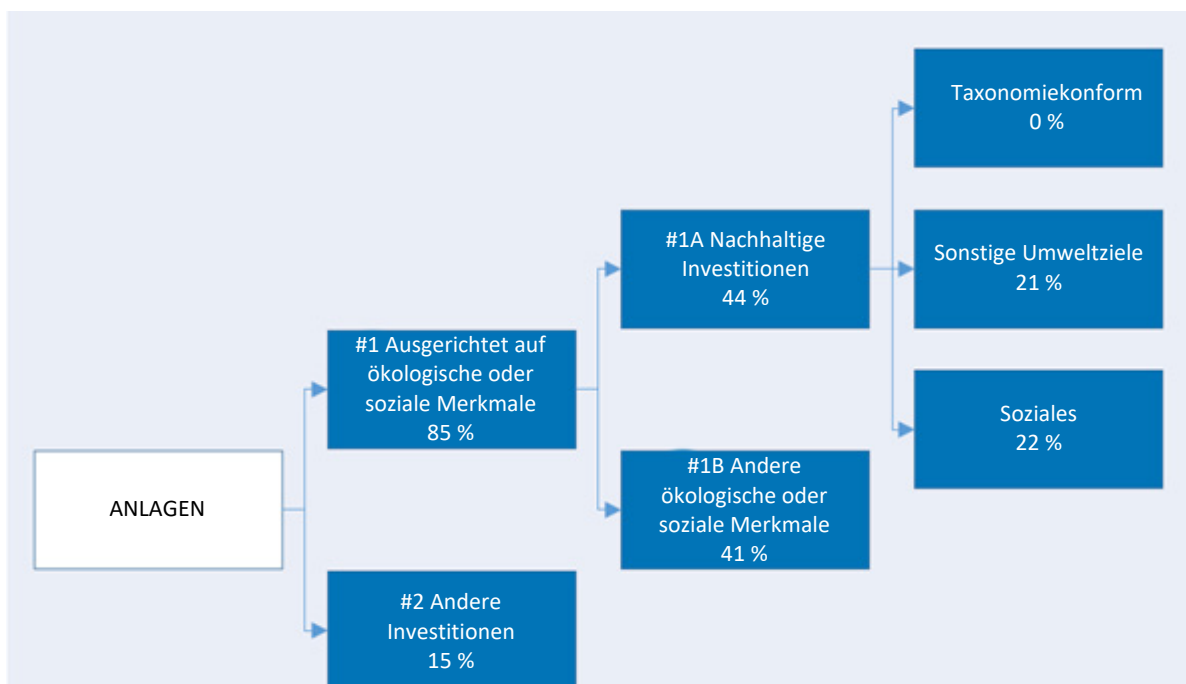 ANLAGEN
#1 Ausgerichtet auf
ökologische oder
soziale Merkmale
85 %
#2 Andere
Investitionen
15 %
#1A Nachhaltige
Investitionen
44 %
#1B Andere
ökologische oder
soziale Merkmale
41 %
Taxonomiekonform
0 %
Sonstige Umweltziele
21 %
Soziales
22 %